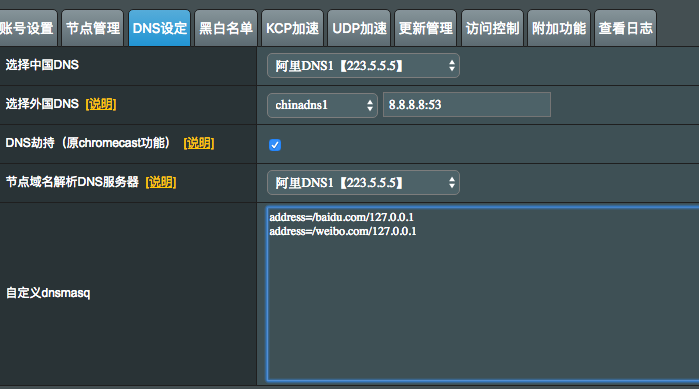 账号设置 节点管理 DNS设定 黑白名单 KCP加速 UDP加速 更新管理 访问控制 附加功能 查看日志
选择中国DNS 阿里DNS1【223.5.5.5】
选择外国DNS [说明] chinadns1 8.8.8.8:53
DNS劫持（原chromecast功能） [说明]
节点域名解析DNS服务器 [说明] 阿里DNS1【223.5.5.5】
自定义dnsmasq
address=/baidu.com/127.0.0.1
address=/weibo.com/127.0.0.1